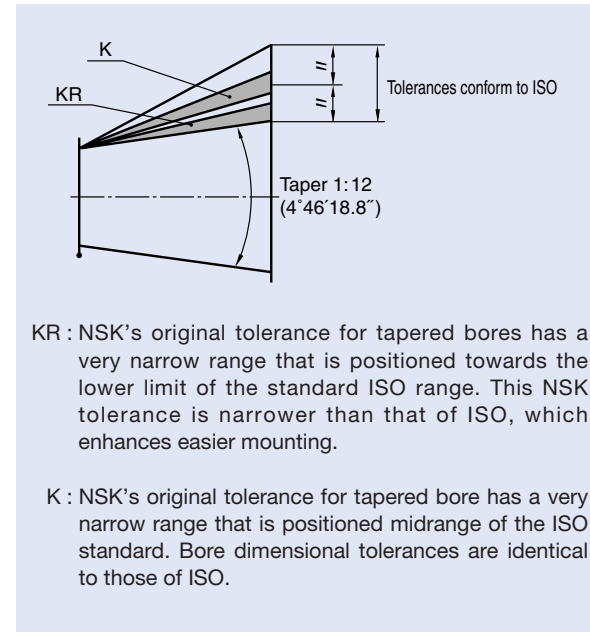 K
KR
=
=
Tolerances conform to ISO
Taper 1:12
(4˚46´18.8˝)
KR : NSK’s original tolerance for tapered bores has a
very narrow range that is positioned towards the
lower limit of the standard ISO range. This NSK
tolerance is narrower than that of ISO, which
enhances easier mounting.
K : NSK’s original tolerance for tapered bore has a very
narrow range that is positioned midrange of the ISO
standard. Bore dimensional tolerances are identical
to those of ISO.